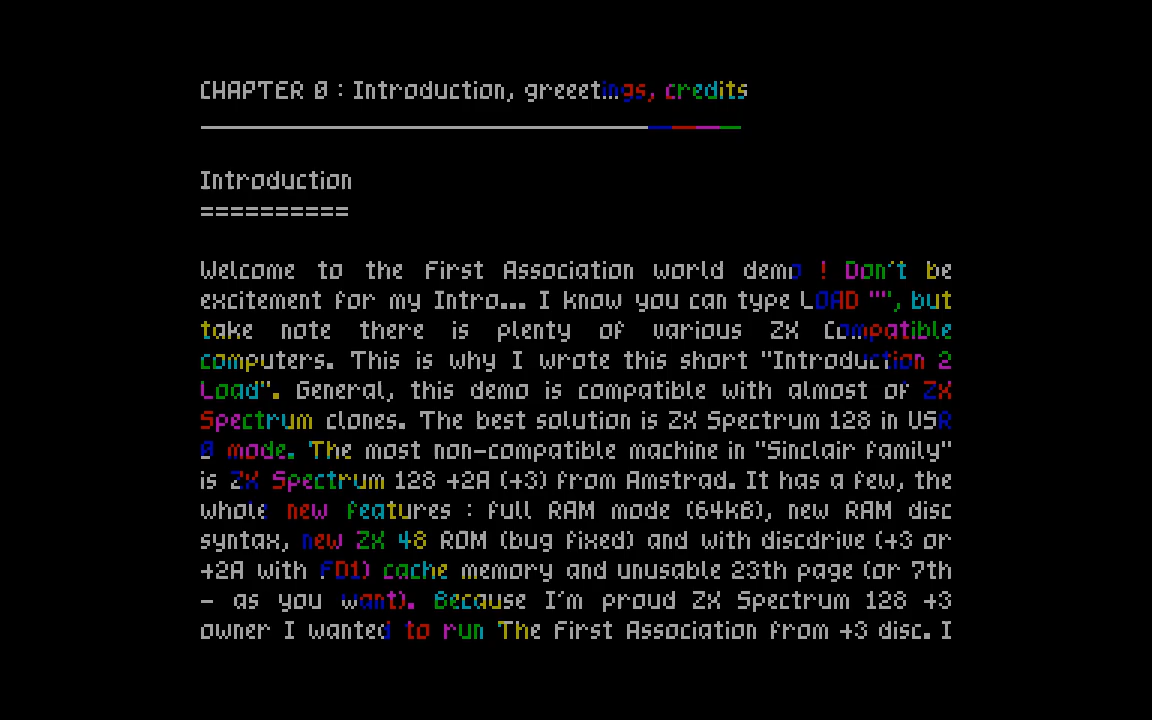 CHAPTER 0 : Introduction, greeetings, credits
Introduction
==========
Welcome to the First Association world demo ! Don't be
excitement for my Intro... I know you can type LOAD "", but
take note there is plenty of various ZX Compatible
computers. This is why I wrote this short "Introduction 2
Load". General, this demo is compatible with almost of ZX
Spectrum clones. The best solution is ZX Spectrum 128 in USR
0 mode. The most non-compatible machine in "Sinclair family"
is ZX Spectrum 128 +2A (+3) from Amstrad. It has a few, the
whole new features : full RAM mode (64kB), new RAM disc
syntax, new ZX 48 ROM (bug fixed) and with discdrive (+3 or
+2A with FD1) cache memory and unusable 23th page (or 7th
- as you want). Because I'm proud ZX Spectrum 128 +3
owner I wanted to run The First Association from +3 disc. I